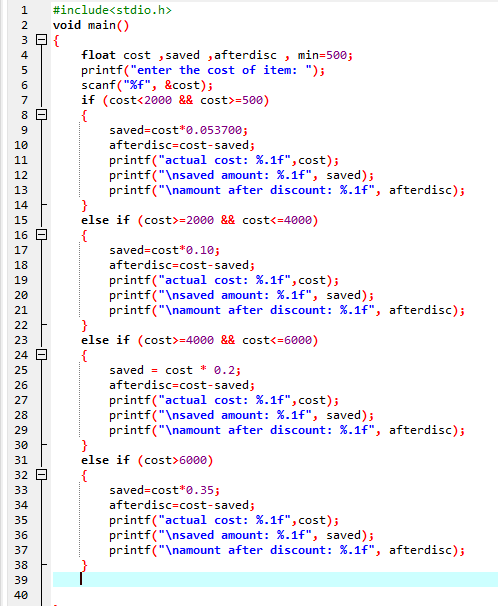 1 #include<stdio.h>
2 void main()
3 {
4 float cost ,saved ,afterdisc , min=500;
5 printf("enter the cost of item: ");
6 scanf("%f", &cost);
7 if (cost<2000 && cost>=500)
8 {
9 saved=cost*0.053700;
10 afterdisc=cost-saved;
11 printf("actual cost: %.1f",cost);
12 printf("\nsaved amount: %.1f", saved);
13 printf("\namount after discount: %.1f", afterdisc);
14 }
15 else if (cost>=2000 && cost<=4000)
16 {
17 saved=cost*0.10;
18 afterdisc=cost-saved;
19 printf("actual cost: %.1f",cost);
20 printf("\nsaved amount: %.1f", saved);
21 printf("\namount after discount: %.1f", afterdisc);
22 }
23 else if (cost>=4000 && cost<=6000)
24 {
25 saved = cost * 0.2;
26 afterdisc=cost-saved;
27 printf("actual cost: %.1f",cost);
28 printf("\nsaved amount: %.1f", saved);
29 printf("\namount after discount: %.1f", afterdisc);
30 }
31 else if (cost>6000)
32 {
33 saved=cost*0.35;
34 afterdisc=cost-saved;
35 printf("actual cost: %.1f",cost);
36 printf("\nsaved amount: %.1f", saved);
37 printf("\namount after discount: %.1f", afterdisc);
38 }
39
40